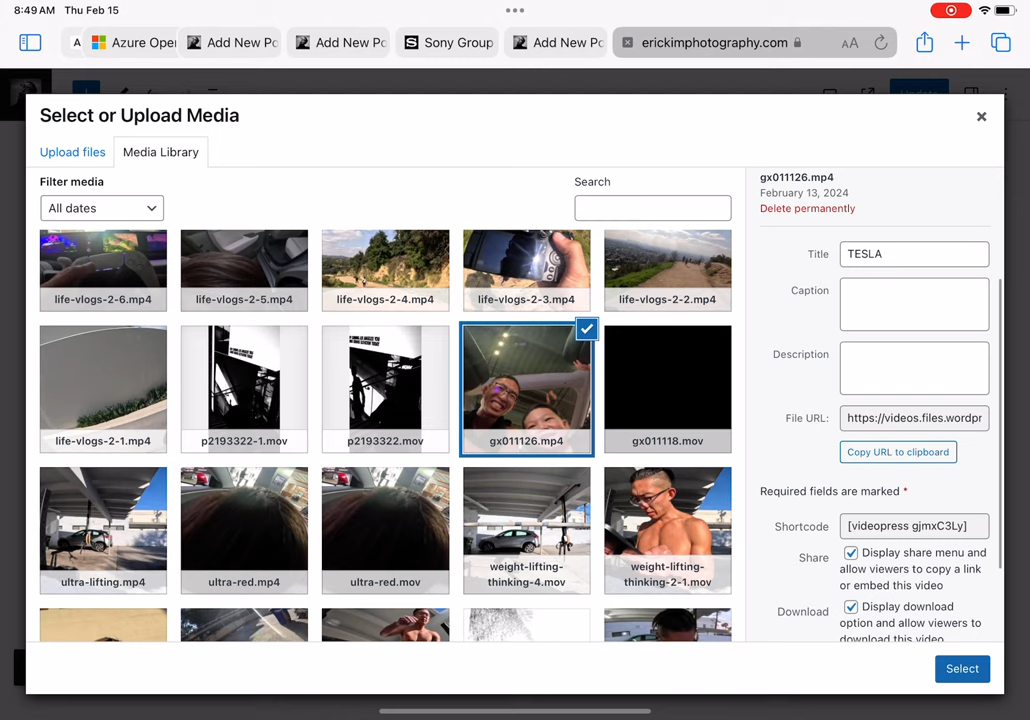 8:49 AM Thu Feb 15
A
Azure Oper
Add New Po
Add New Po
Sony Group
Add New Po
erickimphotography.com
AA
Select or Upload Media
Upload files
Media Library
Filter media
All dates
Search
life-vlogs-2-6.mp4
life-vlogs-2-5.mp4
life-vlogs-2-4.mp4
life-vlogs-2-3.mp4
life-vlogs-2-2.mp4
life-vlogs-2-1.mp4
p2193322-1.mov
p2193322.mov
gx011126.mp4
gx011118.mov
ultra-lifting.mp4
ultra-red.mp4
ultra-red.mov
weight-lifting-
thinking-4.mov
weight-lifting-
thinking-2-1.mov
gx011126.mp4
February 13, 2024
Delete permanently
Title
TESLA
Caption
Description
File URL:
https://videos.files.wordpr
Copy URL to clipboard
Required fields are marked *
Shortcode
[videopress gjmxC3Ly]
Share
Display share menu and
allow viewers to copy a link
or embed this video
Download
Display download
option and allow viewers to
download this video
Select